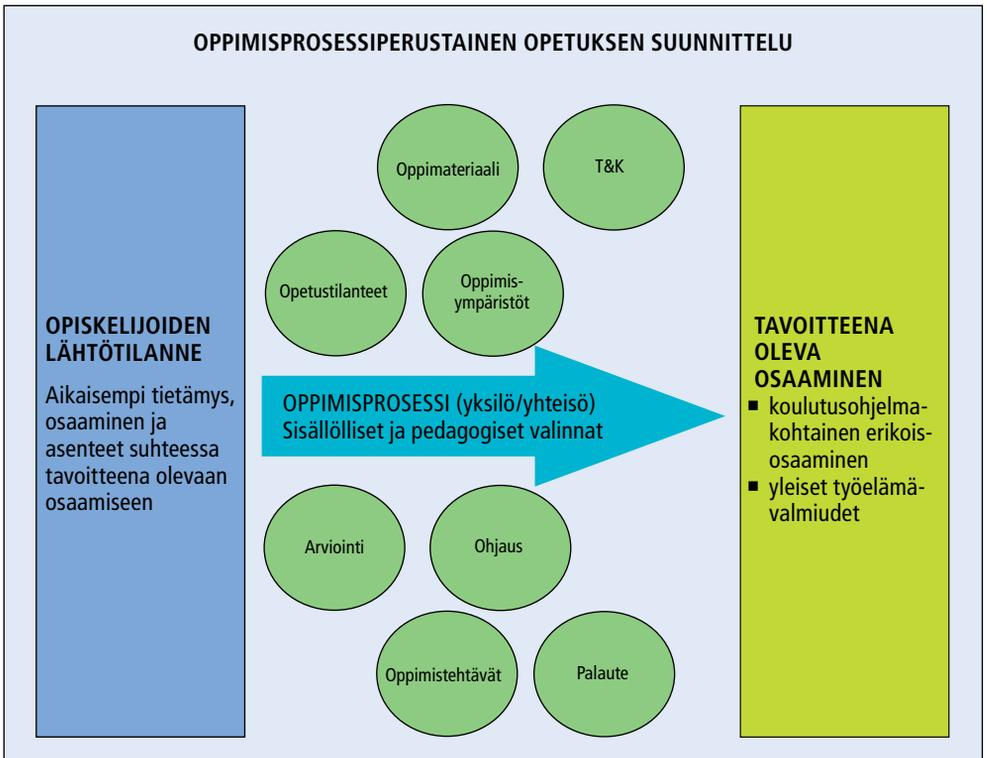 OPPIMISPROSESSIPERUSTAINEN OPETUKSEN SUUNNITTELU
OPISKELIJOIDEN
LÄHTÖTILANNE
Aikaisempi tietämys,
osaaminen ja
asenteet suhteessa
tavoitteena olevaan
osaamiseen
Oppimateriaali
T&K
Opetustilanteet
Oppimis-
ympäristöt
OPPIMISPROSESSI (yksilö/yhteisö)
Sisällölliset ja pedagogiset valinnat
Arviointi
Ohjaus
Oppimistehtävät
Palaute
TAVOITTEENA
OLEVA
OSAAMINEN
▪ koulutusohjelma-
kohtainen erikois-
osaaminen
▪ yleiset työelämä-
valmiudet